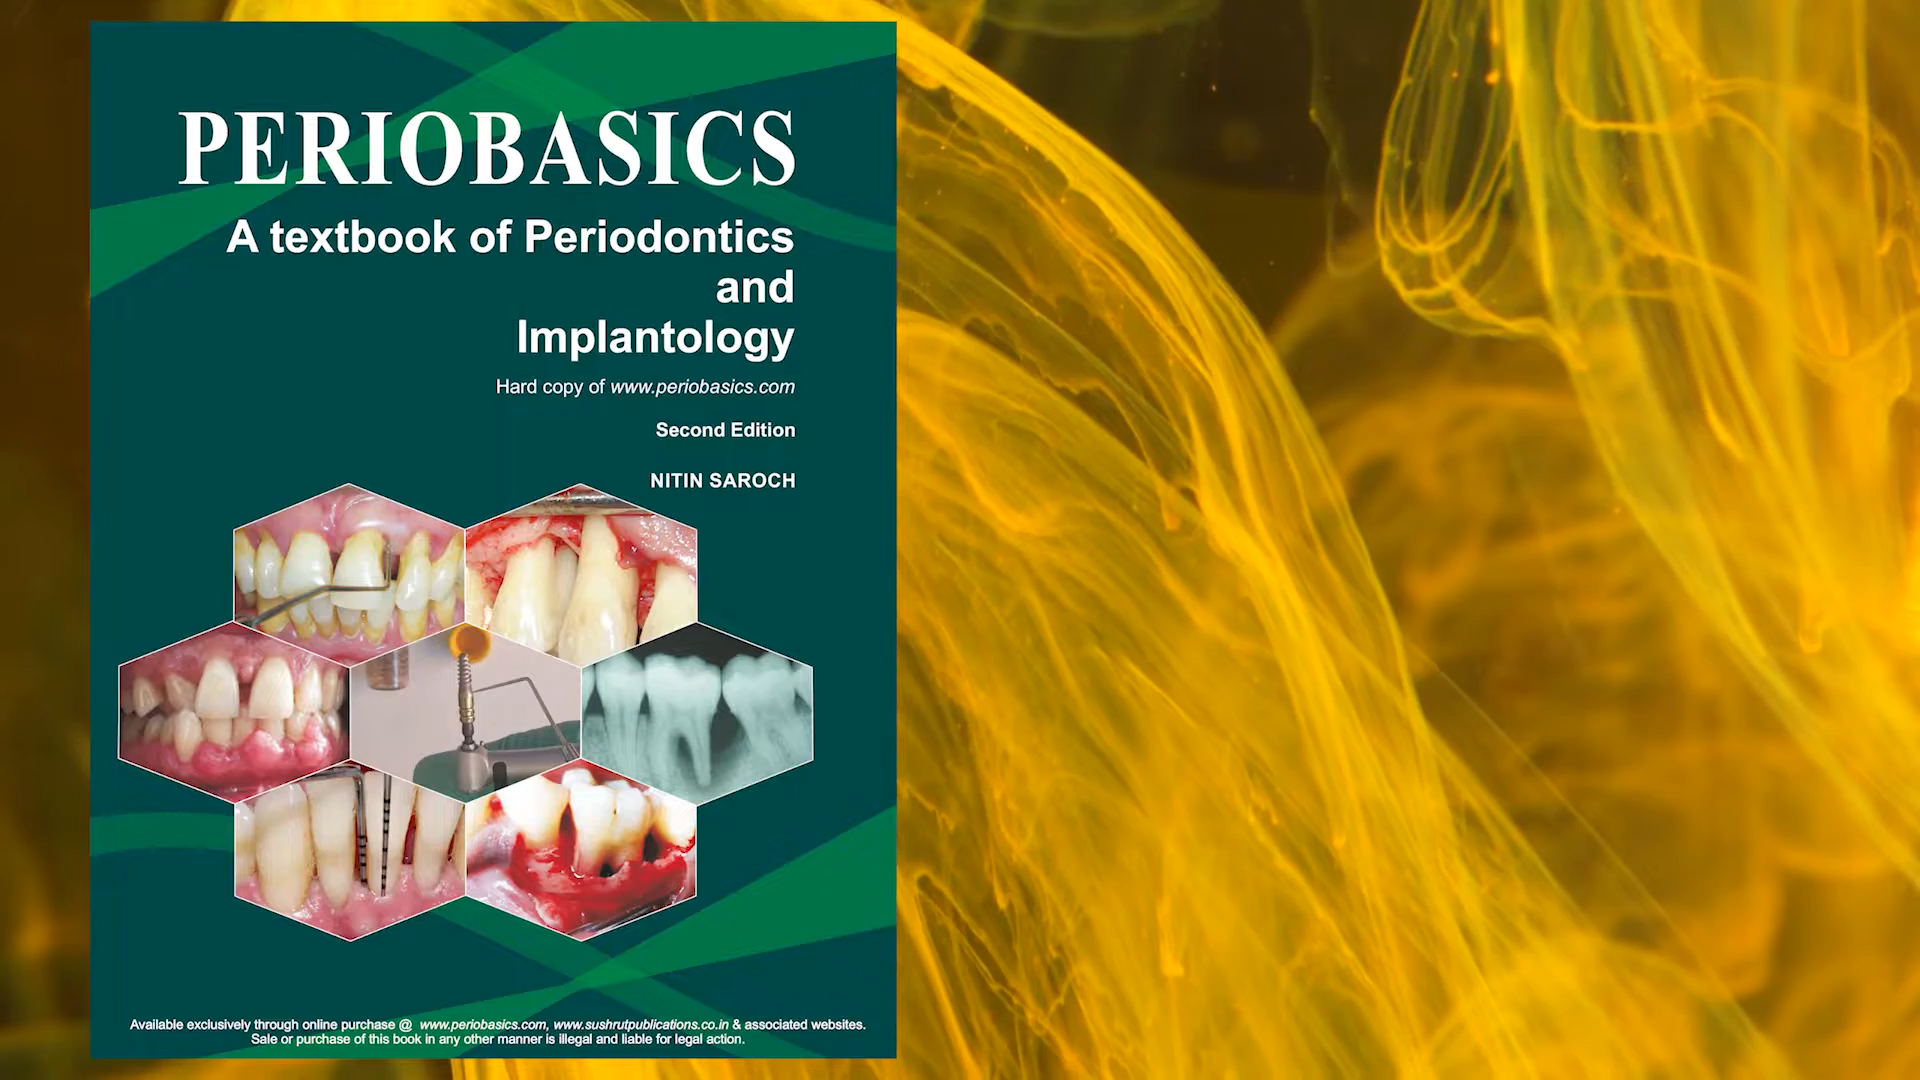 PERIOBASICS
A textbook of Periodontics
and
Implantology
Hard copy of www.periobasics.com
Second Edition
NITIN SAROCH
Available exclusively through online purchase @ www.periobasics.com, www.sushrutpublications.co.in & associated websites.
Sale or purchase of this book in any other manner is illegal and liable for legal action.